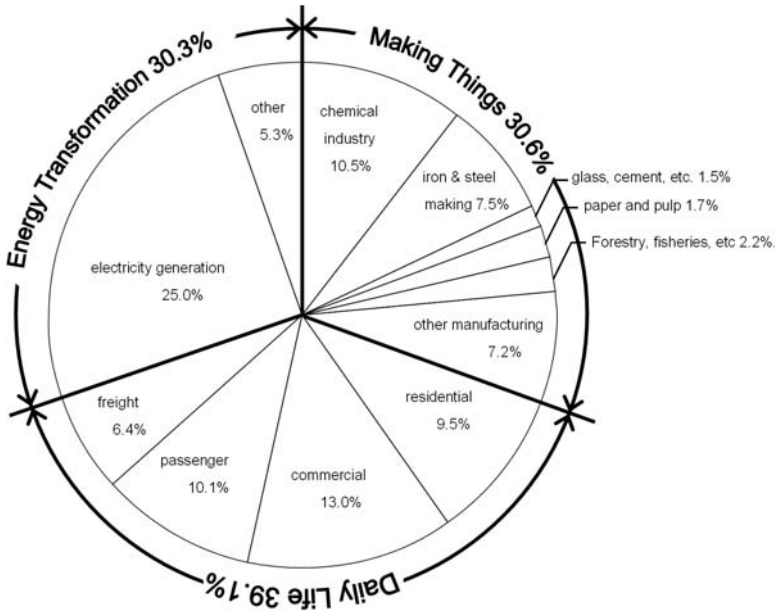 Energy Transformation 30.3%
Making Things 30.6%
other
5.3%
chemical
industry
10.5%
iron & steel
making 7.5%
glass, cement, etc. 1.5%
paper and pulp 1.7%
Forestry, fisheries, etc 2.2%.
electricity generation
25.0%
other manufacturing
7.2%
freight
6.4%
residential
9.5%
passenger
10.1%
commercial
13.0%
Daily Life 39.1%